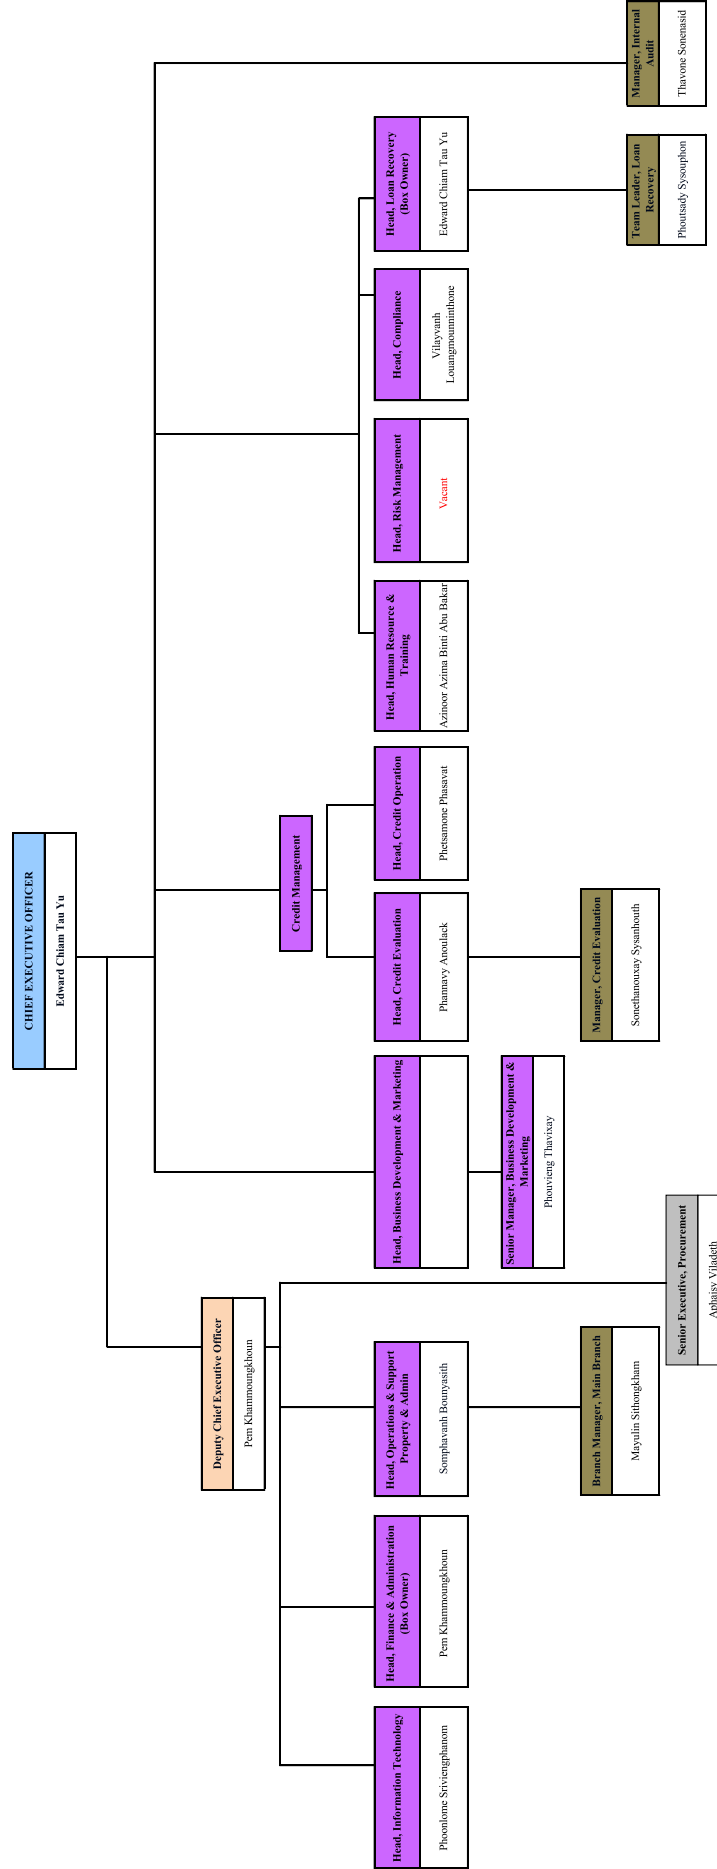 CHIEF EXECUTIVE OFFICER
Edward Chiam Tau Yu
Deputy Chief Executive Officer
Pem Khammoungkhoun
Credit Management
Head, Information Technology
Phoonlome Sriviengphanom
Head, Finance & Administration
(Box Owner)
Pem Khammoungkhoun
Head, Operations & Support
Property & Admin
Somphavanh Bounyasith
Head, Business Development & Marketing
Head, Credit Evaluation
Phannavy Anoulack
Head, Credit Operation
Phetsamone Phasavat
Head, Human Resource &
Training
Azinoor Azima Binti Abu Bakar
Head, Risk Management
Vacant
Head, Compliance
Vilayvanh
Louangmounninthone
Head, Loan Recovery
(Box Owner)
Edward Chiam Tau Yu
Senior Manager, Business Development &
Marketing
Phouvieng Thavixay
Branch Manager, Main Branch
Mayulin Sithongkham
Manager, Credit Evaluation
Sonethanouxay Sysanhouth
Team Leader, Loan
Recovery
Phoutsady Sysouphon
Manager, Internal
Audit
Thavone Sonenasid
Senior Executive, Procurement
Aphaisy Viladeth